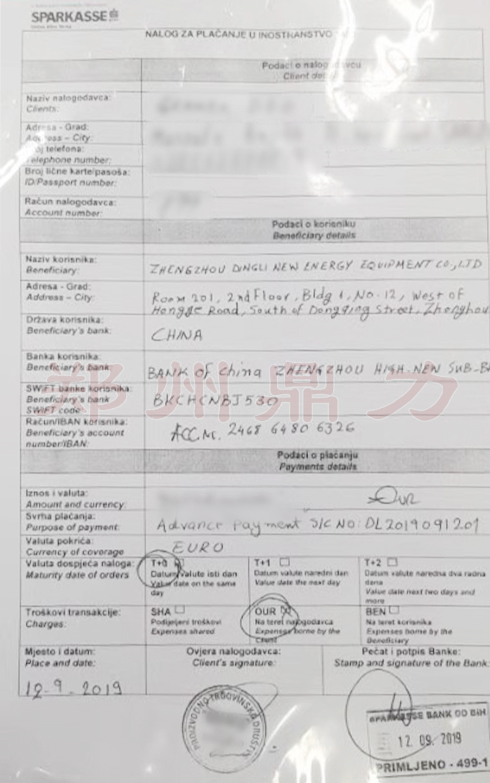 SPARKASSE
NALOG ZA PLAĆANJE U INOSTRANSTVO
Podaci o nalogodavcu
Client
Naziv nalogodavca:
Clients:
Adresa - Grad:
Address – City:
Broj telefona:
Telephone number:
Broj lične karte/pasoša:
ID/Passport number:
Račun nalogodavca:
Account number:
Podaci o korisniku
Beneficiary details
Naziv korisnika:
Beneficiary:
ZHENGZHOU DINGLI NEW ENERGY EQUIPMENT CO.,LTD
Adresa - Grad:
Address – City:
Room 201, 2nd Floor, Bldg 1, No. 12, West of
Hongge Road, South of Dongqing Street, Zhengzhou
Država korisnika:
Beneficiary's bank:
CHINA
Banka korisnika:
Beneficiary's bank:
BANK of China ZHENGZHOU HIGH-NEW SUB-B
SWIFT banke korisnika:
Beneficiary's bank
SWIFT code:
BKCHCNBJ530
郑州鼎力
Račun/IBAN korisnika:
Beneficiary's account
number/IBAN:
ACC.N. 2468 6480 6326
Podaci o plaćanju
Payments details
Iznos i valuta:
Amount and currency:
Svrha plaćanja:
Purpose of payment:
Advance Payment S/C NO: DL2019091201
Valuta pokrića:
Currency of coverage
EURO
Valuta dospjeća naloga:
Maturity date of orders
T+0
Datum valute isti dan
Value date on the same
day
T+1
Datum valute naredni dan
Value date the next day
T+2
Datum valute naredna dva radna
dana
Value date next two days and
more
Troškovi transakcije:
Charges:
SHA
Podijeljeni troškovi
Expenses shared
OUR
Na teret nalogodavca
Expenses borne by the
Client
BEN
Na teret korisnika
Expenses borne by the
Beneficiary
Mjesto i datum:
Place and date:
Ovjera nalogodavca:
Client's signature:
Pečat i potpis Banke:
Stamp and signature of the Bank:
12.9.2019
PROIZVODNO-TRGOVINSKO DRUŠTVO
SPARKASSE BANK DD BIH
12. 09. 2019
PRIMLJENO - 499-1